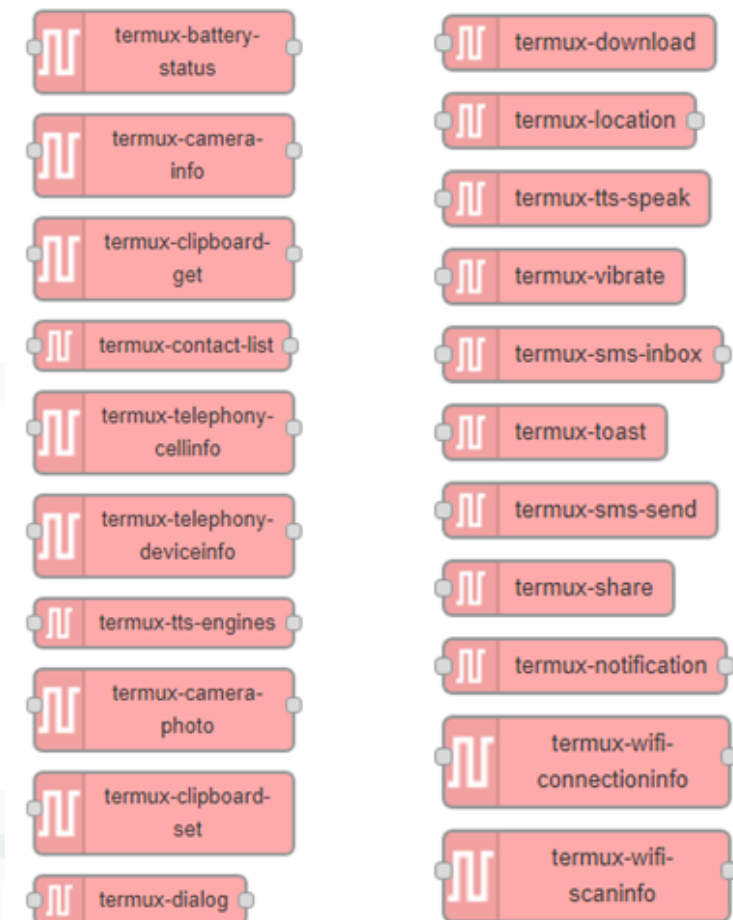 termux-battery-
status
termux-camera-
info
termux-clipboard-
get
termux-contact-list
termux-telephony-
cellinfo
termux-telephony-
deviceinfo
termux-tts-engines
termux-camera-
photo
termux-clipboard-
set
termux-dialog
termux-download
termux-location
termux-tts-speak
termux-vibrate
termux-sms-inbox
termux-toast
termux-sms-send
termux-share
termux-notification
termux-wifi-
connectioninfo
termux-wifi-
scaninfo